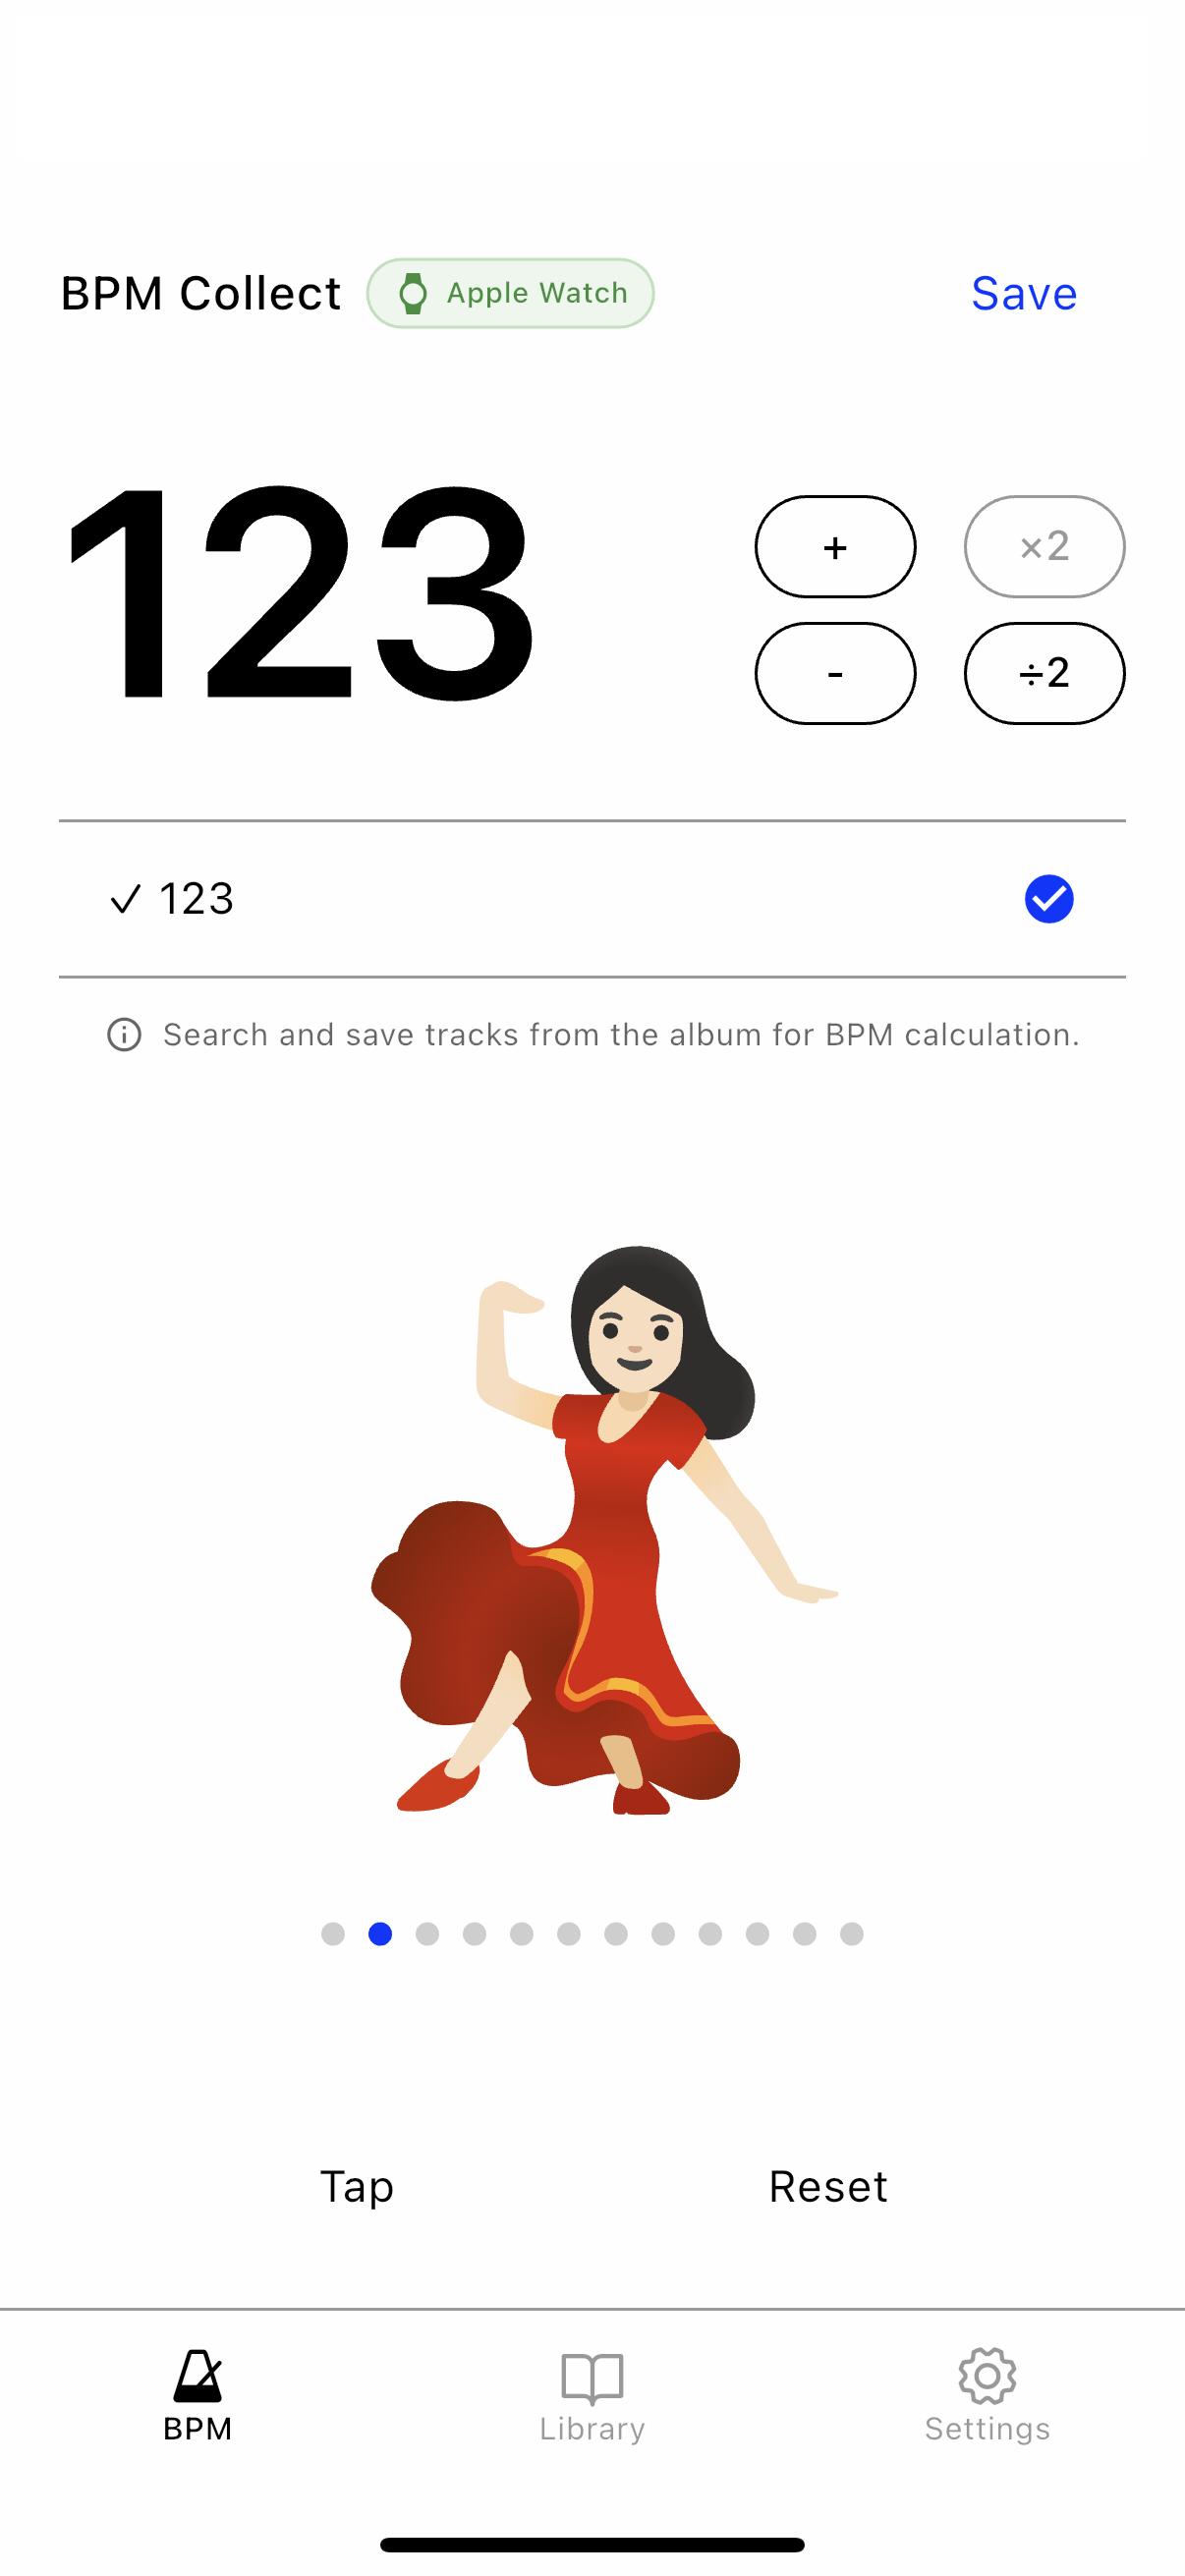 BPM Collect
Apple Watch
Save
123
+
×2
-
÷2
✓ 123
Search and save tracks from the album for BPM calculation.
Tap
Reset
BPM
Library
Settings